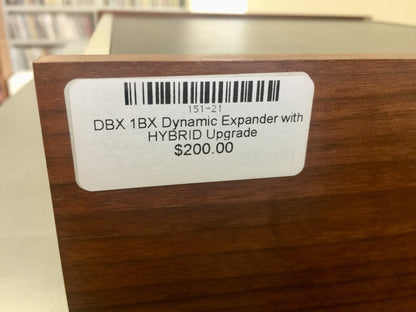 151-21
DBX 1BX Dynamic Expander with
HYBRID Upgrade
$200.00